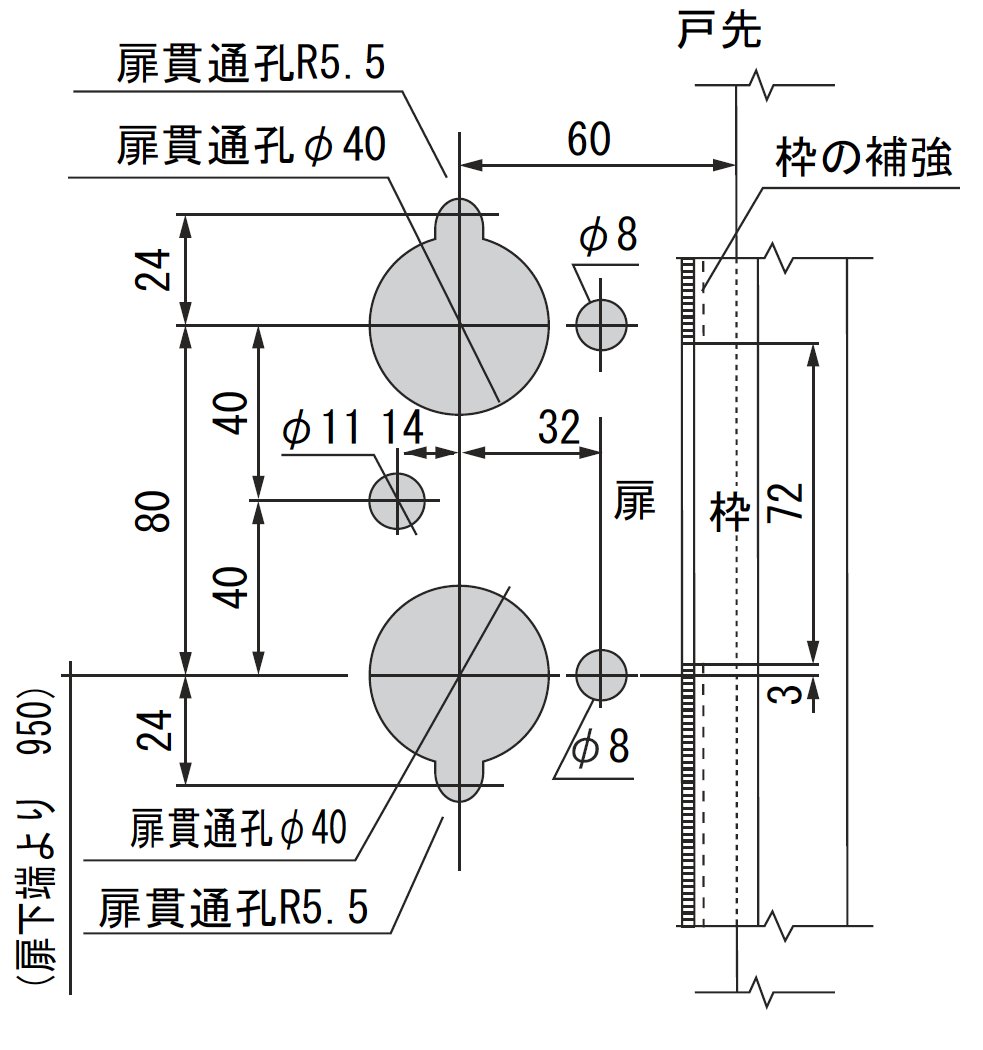 戸先
扉貫通孔R5.5
扉貫通孔φ40
60
枠の補強
φ8
24
40
φ11 14
32
扉
枠
72
80
40
3
24
φ8
(扉下端より 950)
扉貫通孔φ40
扉貫通孔R5.5